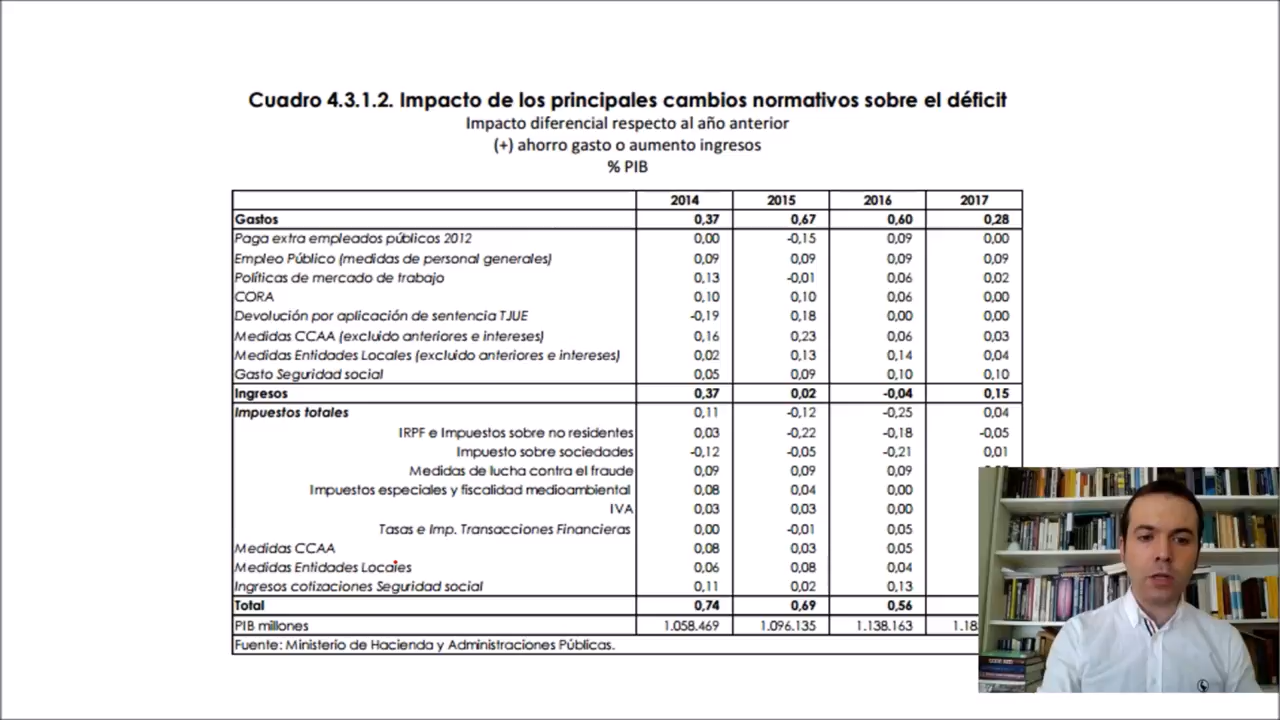 Cuadro 4.3.1.2. Impacto de los principales cambios normativos sobre el déficit
Impacto diferencial respecto al año anterior
(+) ahorro gasto o aumento ingresos
% PIB
2014 2015 2016 2017
Gastos 0,37 0,67 0,60 0,28
Paga extra empleados públicos 2012 0,00 -0,15 0,09 0,00
Empleo Público (medidas de personal generales) 0,09 0,09 0,09 0,09
Políticas de mercado de trabajo 0,13 -0,01 0,06 0,02
CORA 0,10 0,10 0,06 0,00
Devolución por aplicación de sentencia TJUE -0,19 0,18 0,00 0,00
Medidas CCAA (excluido anteriores e intereses) 0,16 0,23 0,06 0,03
Medidas Entidades Locales (excluido anteriores e intereses) 0,02 0,13 0,14 0,04
Gasto Seguridad social 0,05 0,09 0,10 0,10
Ingresos 0,37 0,02 -0,04 0,15
Impuestos totales 0,11 -0,12 -0,25 0,04
IRPF e Impuestos sobre no residentes 0,03 -0,22 -0,18 -0,05
Impuesto sobre sociedades -0,12 -0,05 -0,21 0,01
Medidas de lucha contra el fraude 0,09 0,09 0,09
Impuestos especiales y fiscalidad medioambiental 0,08 0,04 0,00
IVA 0,03 0,03 0,00
Tasas e Imp. Transacciones Financieras 0,00 -0,01 0,05
Medidas CCAA 0,08 0,03 0,05
Medidas Entidades Locales 0,06 0,08 0,04
Ingresos cotizaciones Seguridad social 0,11 0,02 0,13
Total 0,74 0,69 0,56
PIB millones 1.058.469 1.096.135 1.138.163
Fuente: Ministerio de Hacienda y Administraciones Públicas.